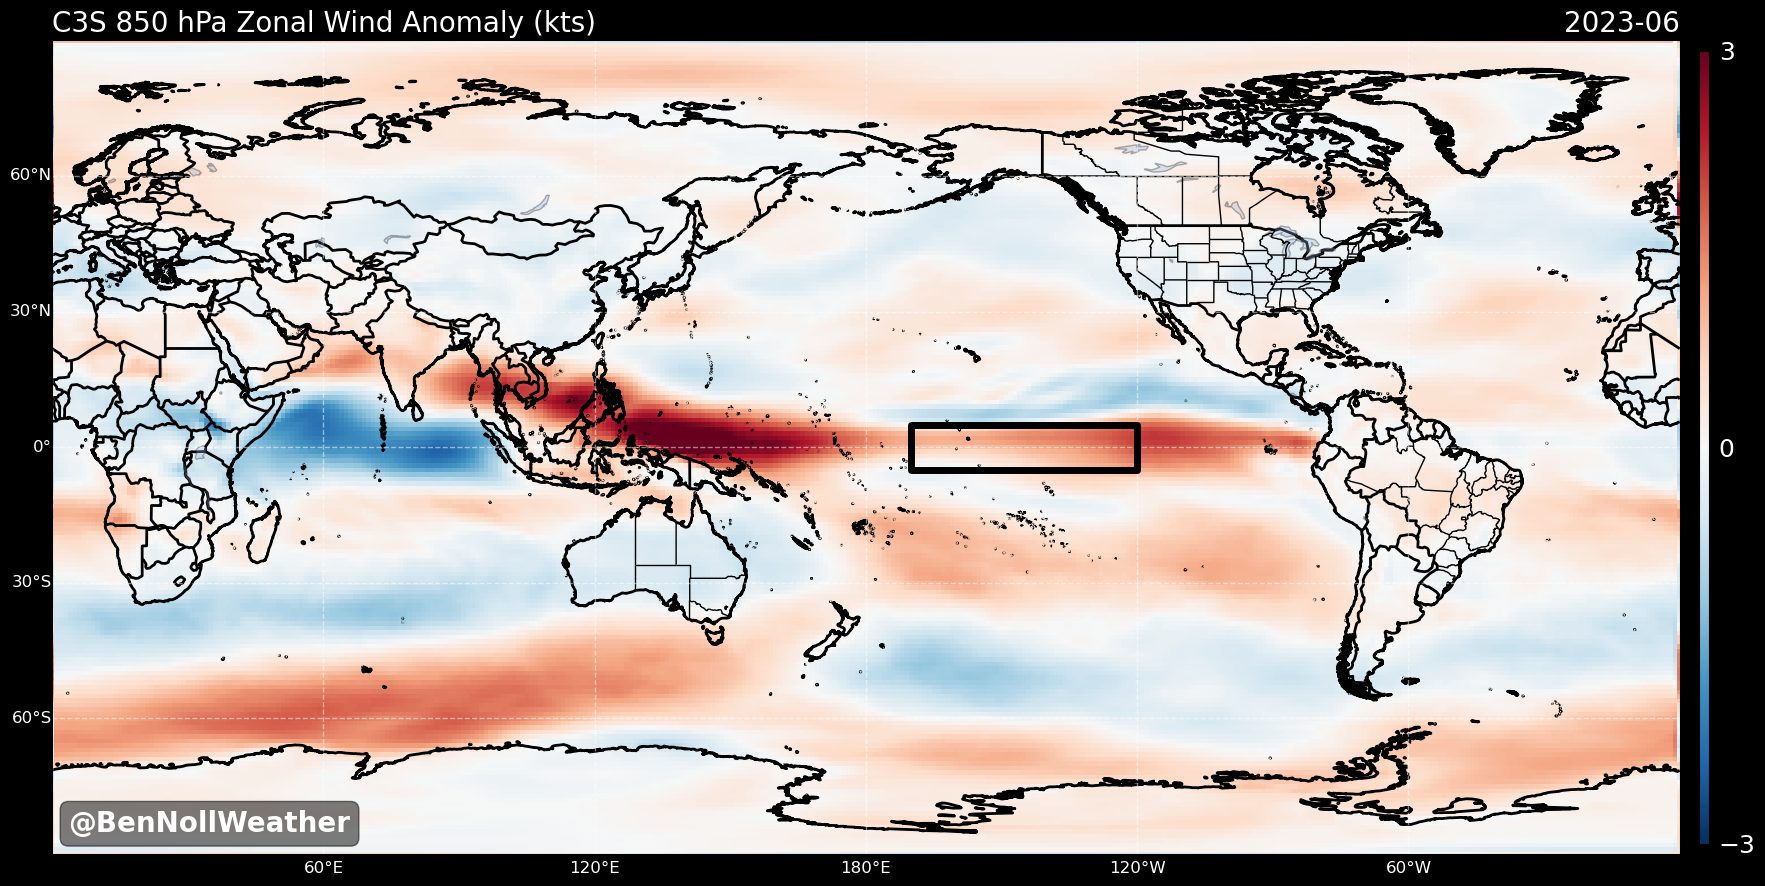 C3S 850 hPa Zonal Wind Anomaly (kts)
2023-06
3
60°N
30°N
0°
0
30°S
60°S
@BenNollWeather
−3
60°E
120°E
180°E
120°W
60°W